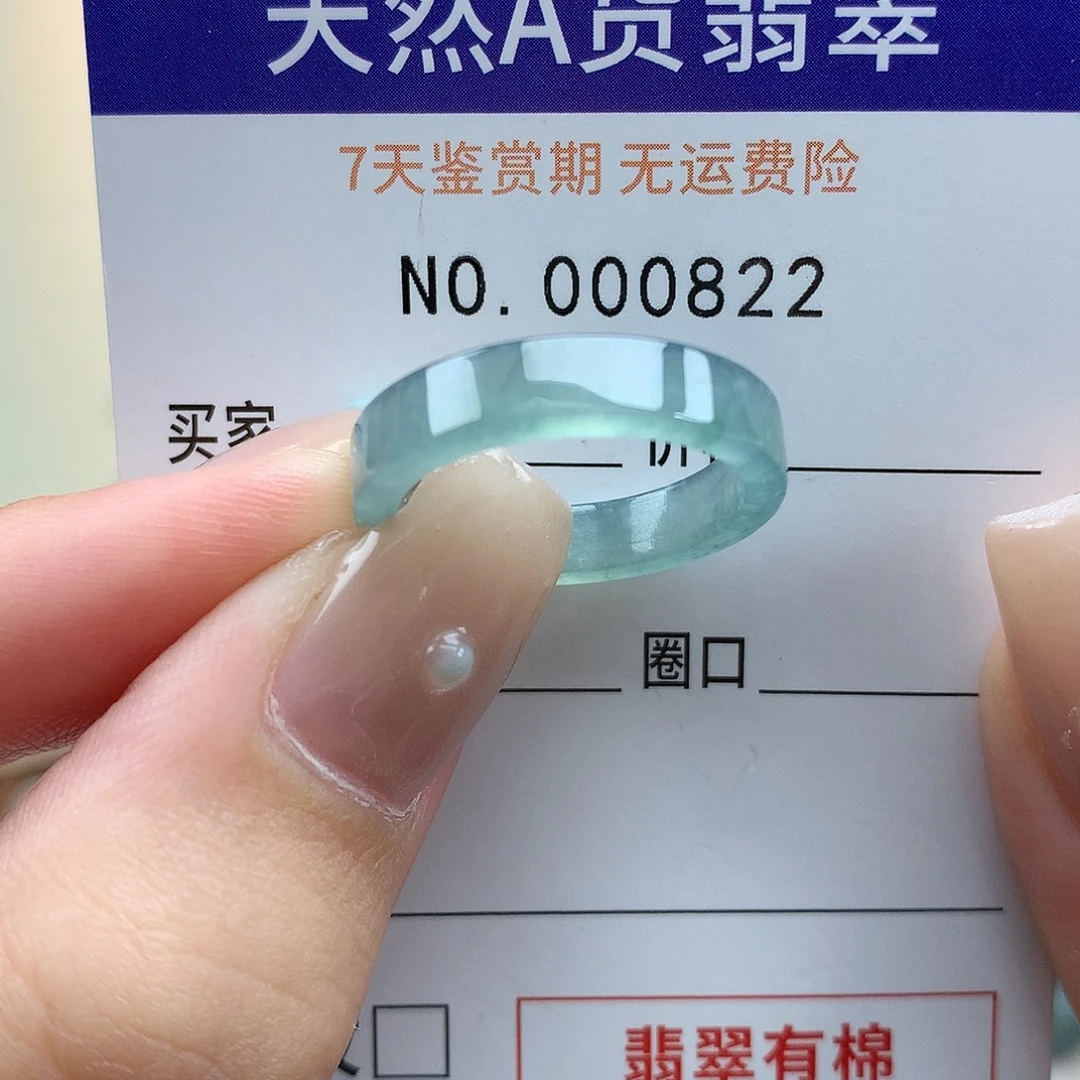 天然A货翡翠
7天鉴赏期 无运费险
NO.000822
买家
圈口
翡翠有棉